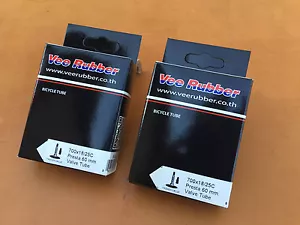 Vee Rubber
www.veerubber.co.th
BICYCLE TUBE
700x18/25C
Presta 60 mm
Valve Tube
Vee Rubber
www.veerubber.co.th
BICYCLE TUBE
700x18/25C
Presta 60 mm
Valve Tube